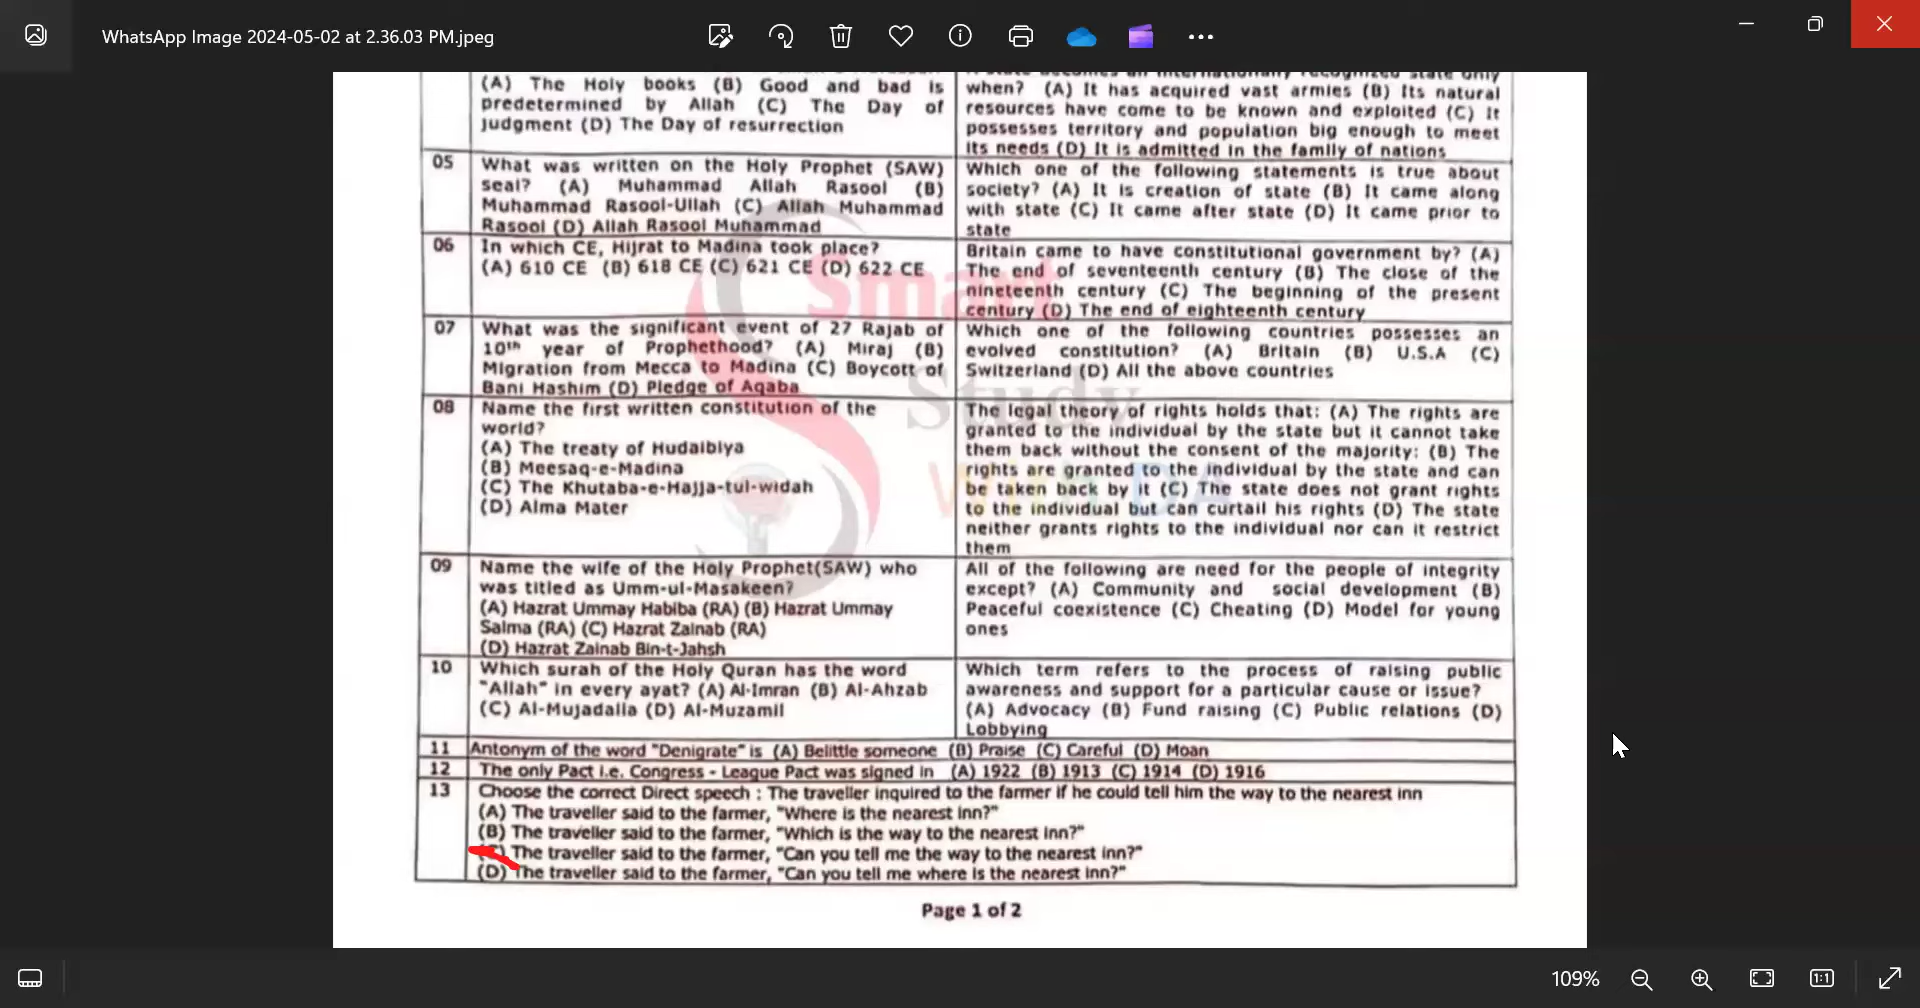 WhatsApp Image 2024-05-02 at 2.36.03 PM.jpeg
(A) The Holy books (B) Good and bad is
predetermined by Allah (C) The Day of
judgment (D) The Day of resurrection
A state becomes an internationally recognized state only
when? (A) It has acquired vast armies (B) Its natural
resources have come to be known and exploited (C) It
possesses territory and population big enough to meet
its needs (D) It is admitted in the family of nations
05
What was written on the Holy Prophet (SAW)
seal? (A) Muhammad Allah Rasool (B)
Muhammad Rasool-Ullah (C) Allah Muhammad
Rasool (D) Allah Rasool Muhammad
Which one of the following statements is true about
society? (A) It is creation of state (B) It came along
with state (C) It came after state (D) It came prior to
state
06
In which CE, Hijrat to Madina took place?
(A) 610 CE (B) 618 CE (C) 621 CE (D) 622 CE
Britain came to have constitutional government by? (A)
The end of seventeenth century (B) The close of the
nineteenth century (C) The beginning of the present
century (D) The end of eighteenth century
07
What was the significant event of 27 Rajab of
10th year of Prophethood? (A) Miraj (B)
Migration from Mecca to Madina (C) Boycott of
Bani Hashim (D) Pledge of Aqaba
Which one of the following countries possesses an
evolved constitution? (A) Britain (B) U.S.A (C)
Switzerland (D) All the above countries
08
Name the first written constitution of the
world?
(A) The treaty of Hudaibiya
(B) Meesaq-e-Madina
(C) The Khutaba-e-Hajja-tul-widah
(D) Alma Mater
The legal theory of rights holds that: (A) The rights are
granted to the individual by the state but it cannot take
them back without the consent of the majority: (B) The
rights are granted to the individual by the state and can
be taken back by it (C) The state does not grant rights
to the individual but can curtail his rights (D) The state
neither grants rights to the individual nor can it restrict
them
09
Name the wife of the Holy Prophet(SAW) who
was titled as Umm-ul-Masakeen?
(A) Hazrat Ummay Habiba (RA) (B) Hazrat Ummay
Salma (RA) (C) Hazrat Zainab (RA)
(D) Hazrat Zainab Bin-t-Jahsh
All of the following are need for the people of integrity
except? (A) Community and social development (B)
Peaceful coexistence (C) Cheating (D) Model for young
ones
10
Which surah of the Holy Quran has the word
"Allah" in every ayat? (A) Al-Imran (B) Al-Ahzab
(C) Al-Mujadalla (D) Al-Muzamil
Which term refers to the process of raising public
awareness and support for a particular cause or issue?
(A) Advocacy (B) Fund raising (C) Public relations (D)
Lobbying
11 Antonym of the word "Denigrate" is (A) Belittle someone (B) Praise (C) Careful (D) Moan
12 The only Pact i.e. Congress - League Pact was signed in (A) 1922 (B) 1913 (C) 1914 (D) 1916
13 Choose the correct Direct speech : The traveller inquired to the farmer if he could tell him the way to the nearest inn
(A) The traveller said to the farmer, "Where is the nearest inn?"
(B) The traveller said to the farmer, "Which is the way to the nearest inn?"
(C) The traveller said to the farmer, "Can you tell me the way to the nearest inn?"
(D) The traveller said to the farmer, "Can you tell me where is the nearest inn?"
Page 1 of 2
Smart
Study
With DA
109%
1:1